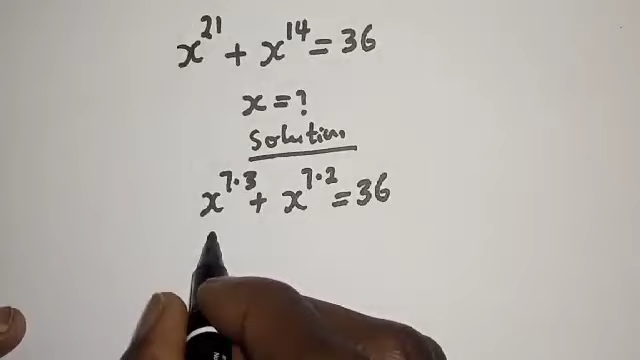 x^21 + x^14 = 36
x = ?
Solution
x^7·3 + x^7·2 = 36